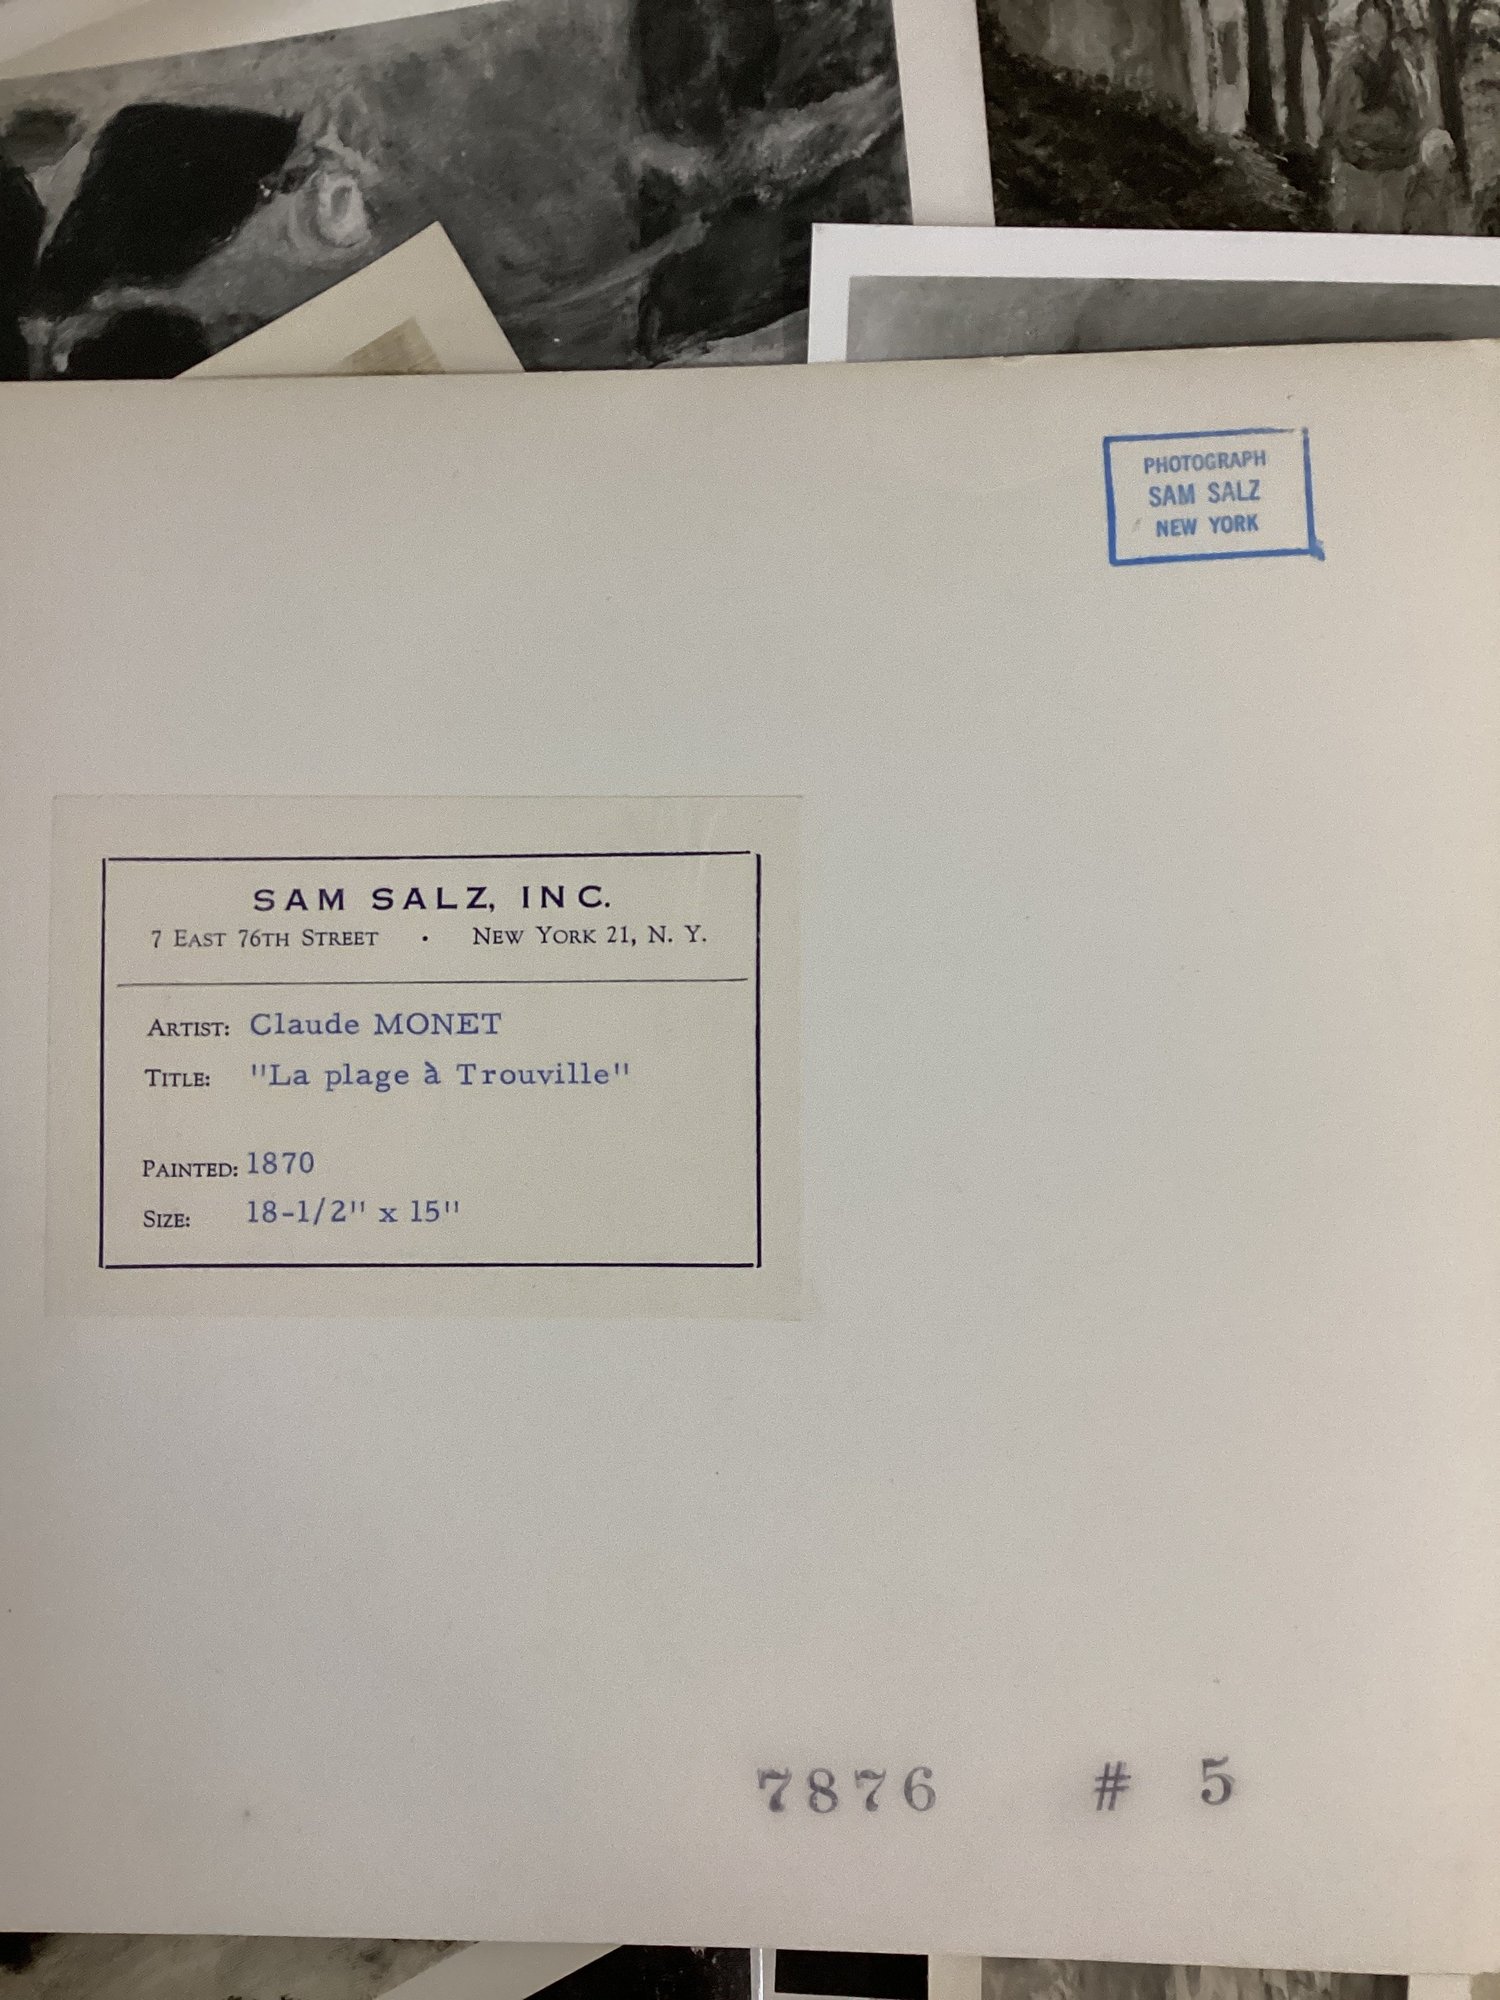 PHOTOGRAPH
SAM SALZ
NEW YORK
SAM SALZ, INC.
7 EAST 76TH STREET · NEW YORK 21, N. Y.
ARTIST: Claude MONET
TITLE: "La plage à Trouville"
PAINTED: 1870
SIZE: 18-1/2" x 15"
7876 # 5